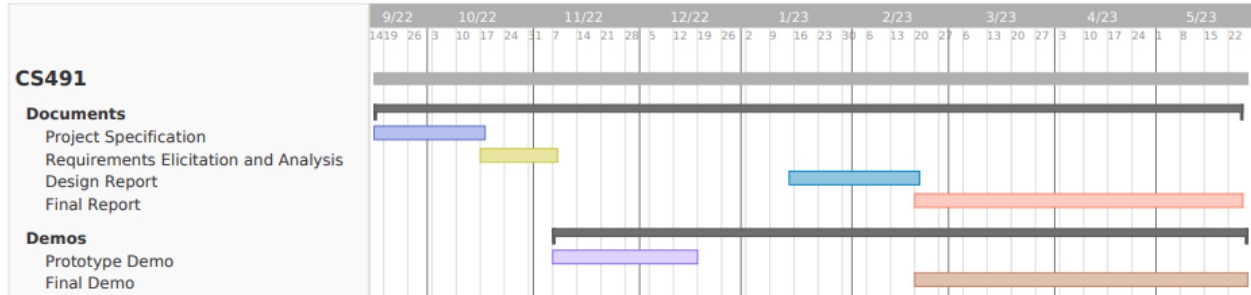 9/22 10/22 11/22 12/22 1/23 2/23 3/23 4/23 5/23
14 19 26 3 10 17 24 31 7 14 21 28 5 12 19 26 2 9 16 23 30 6 13 20 27 6 13 20 27 3 10 17 24 1 8 15 22
CS491
Documents
Project Specification
Requirements Elicitation and Analysis
Design Report
Final Report
Demos
Prototype Demo
Final Demo